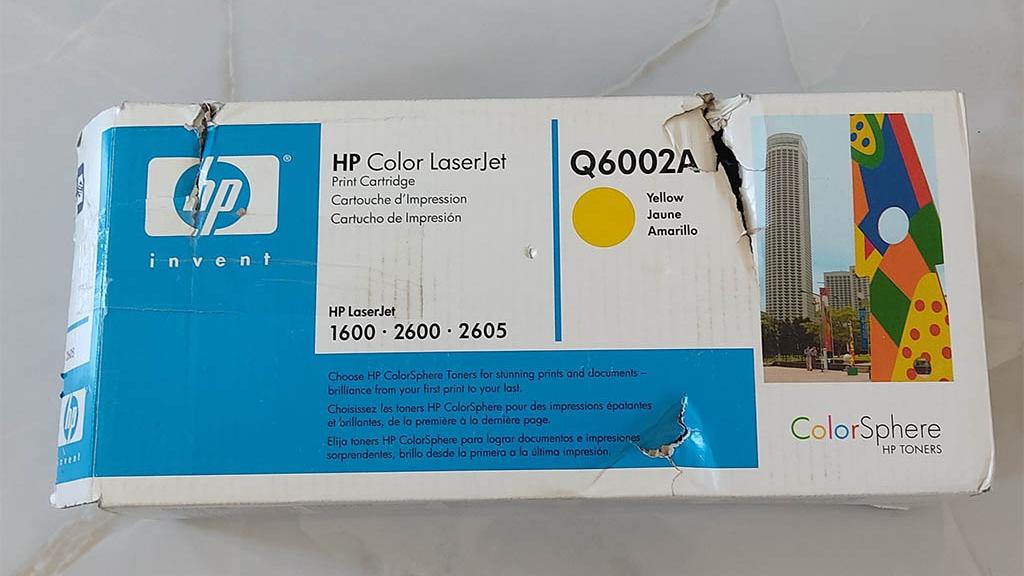 hp
®
invent
HP Color LaserJet
Print Cartridge
Cartouche d'Impression
Cartucho de Impresión
HP LaserJet
1600 · 2600 · 2605
Q6002A
Yellow
Jaune
Amarillo
Choose HP ColorSphere Toners for stunning prints and documents –
brilliance from your first print to your last.
Choisissez les toners HP ColorSphere pour des impressions épatantes
et brillantes, de la première à la dernière page.
Elija toners HP ColorSphere para lograr documentos e impresiones
sorprendentes, brillo desde la primera a la última impresión.
ColorSphere
HP TONERS
hp
invent